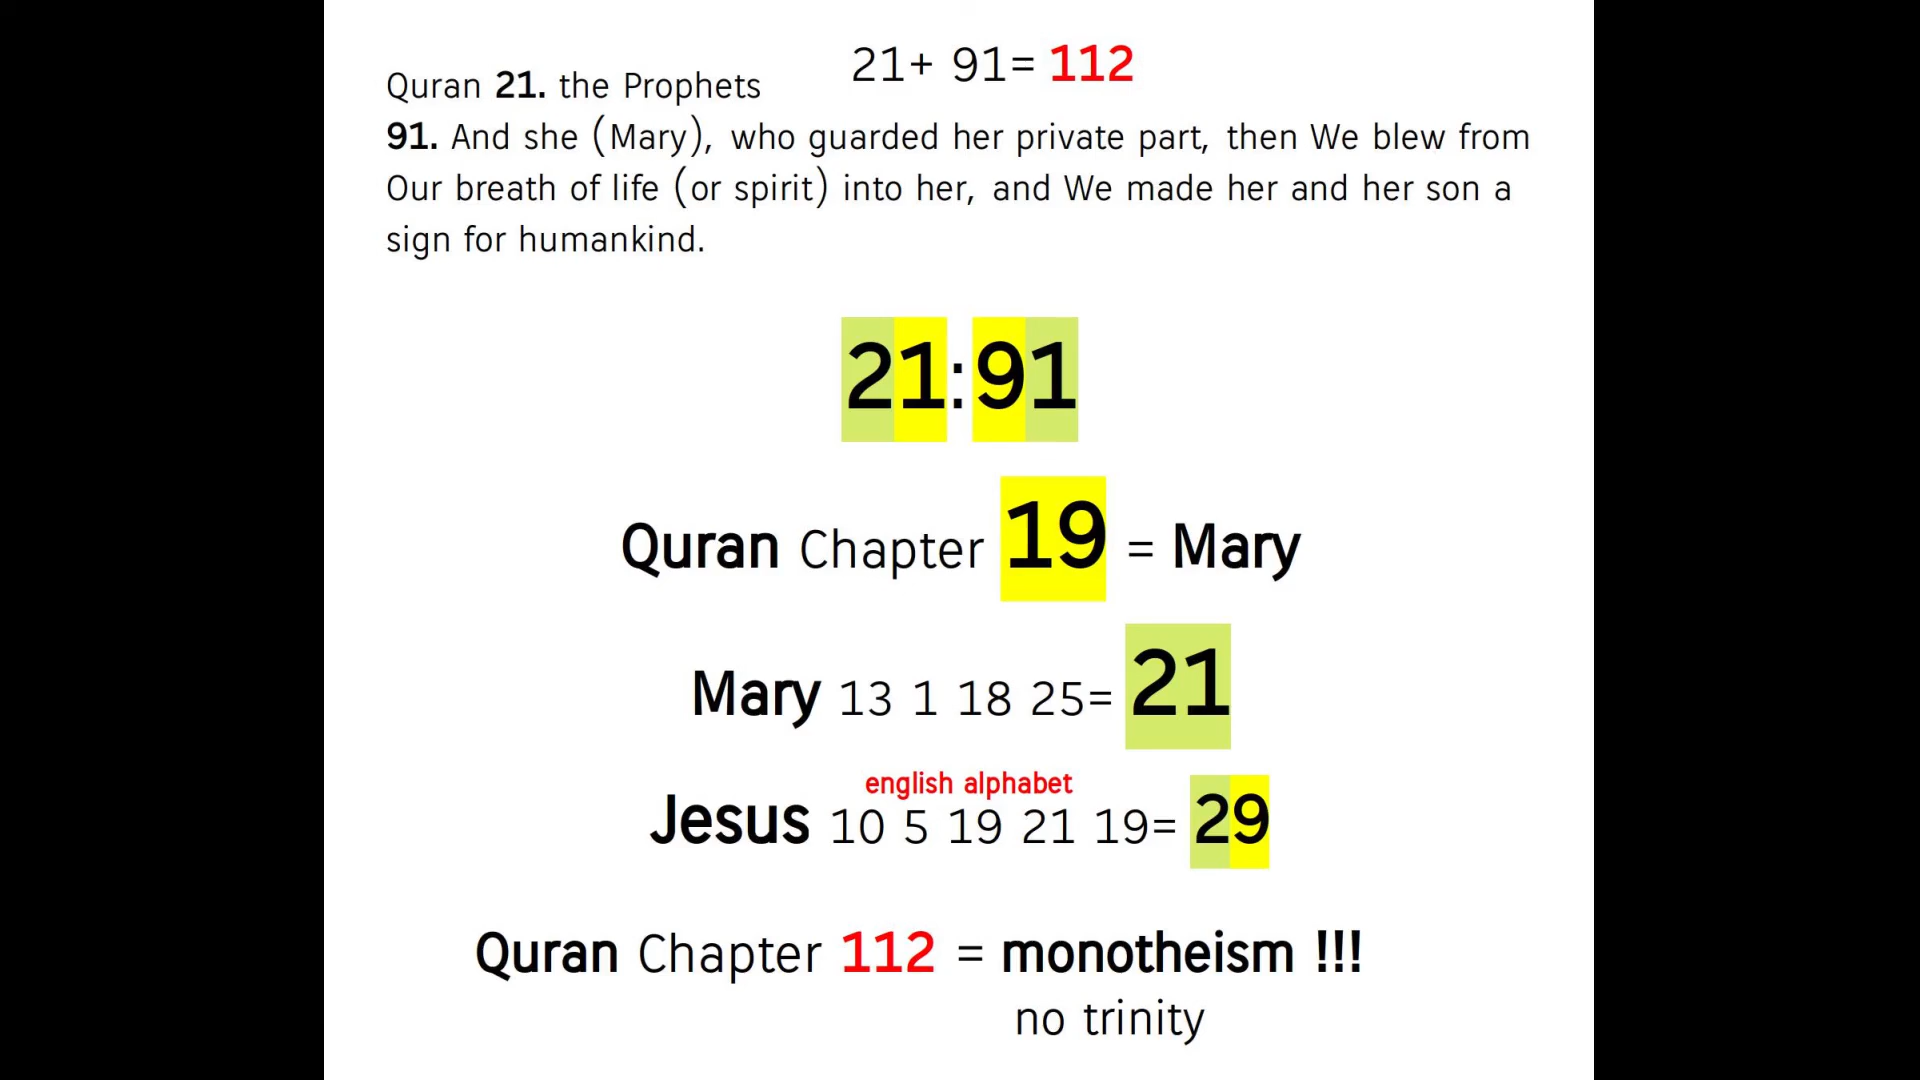 21+ 91= 112
Quran 21. the Prophets
91. And she (Mary), who guarded her private part, then We blew from
Our breath of life (or spirit) into her, and We made her and her son a
sign for humankind.
21:91
Quran Chapter 19 = Mary
Mary 13 1 18 25= 21
english alphabet
Jesus 10 5 19 21 19= 29
Quran Chapter 112 = monotheism !!!
no trinity